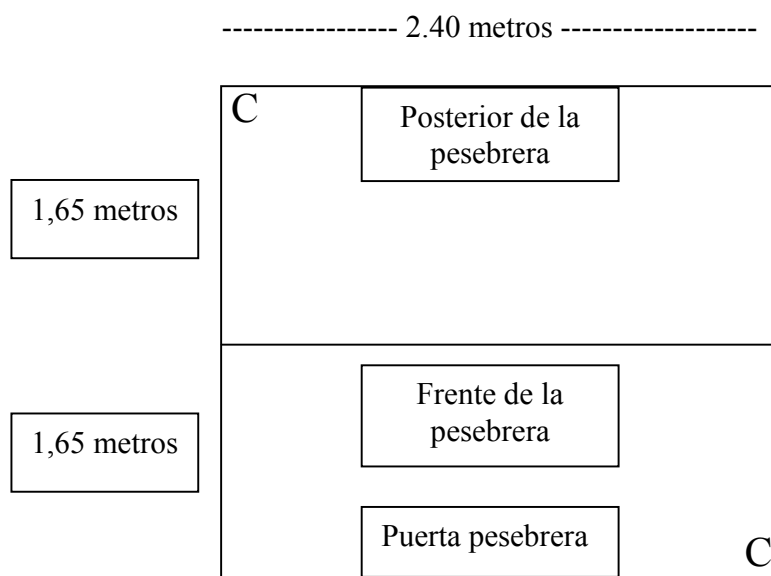 ----------------- 2.40 metros -------------------
C
Posterior de la
pesebrera
1,65 metros
Frente de la
pesebrera
1,65 metros
Puerta pesebrera
C